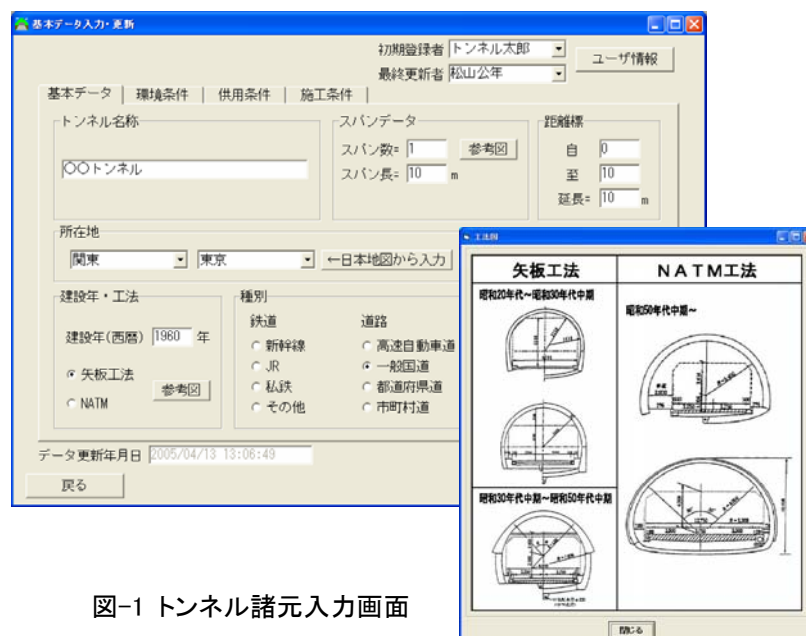 基本データ入力・更新
初期登録者 トンネル太郎
ユーザ情報
最終更新者 松山公年
基本データ 環境条件 供用条件 施工条件
トンネル名称
〇〇トンネル
スパンデータ
スパン数= 1 参考図
スパン長= 10 m
距離標
自 0
至 10
延長= 10 m
所在地
関東 東京 ←日本地図から入力
建設年・工法
建設年(西暦) 1960 年
矢板工法
NATM
参考図
種別
鉄道 道路
新幹線 高速自動車道
JR 一般国道
私鉄 都道府県道
その他 市町村道
データ更新年月日 2005/04/13 13:06:49
戻る
工法図
矢板工法 NATM工法
昭和20年代~昭和30年代中期
昭和50年代中期~
昭和30年代中期~昭和50年代中期
閉じる
図-1 トンネル諸元入力画面